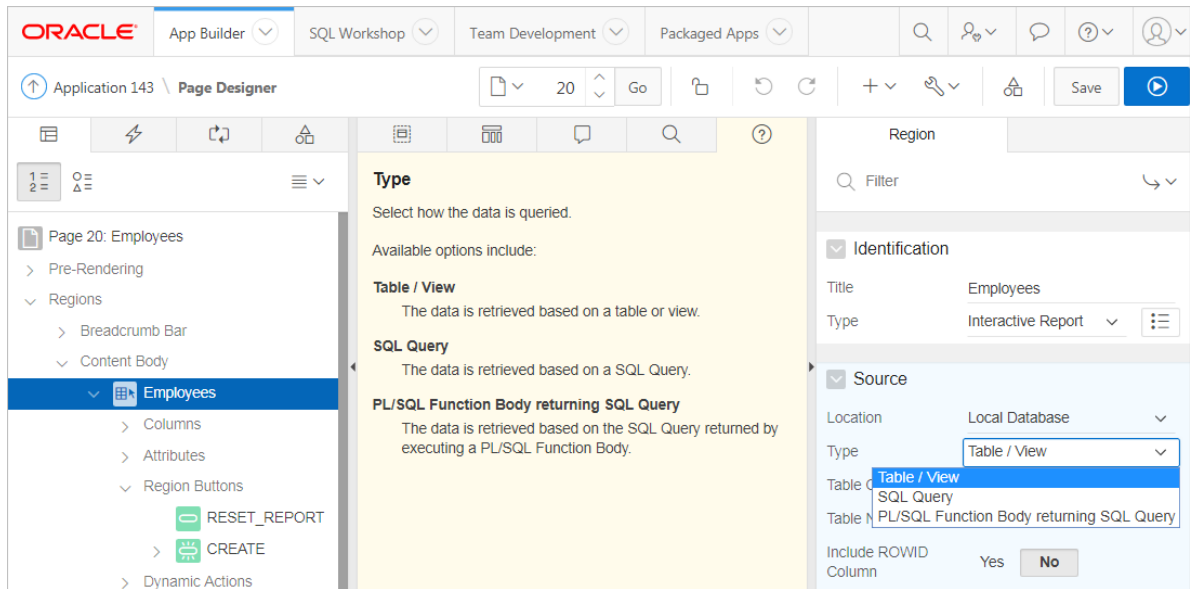 ORACLE
App Builder
SQL Workshop
Team Development
Packaged Apps
Application 143 \ Page Designer
20
Go
Save
Page 20: Employees
Pre-Rendering
Regions
Breadcrumb Bar
Content Body
Employees
Columns
Attributes
Region Buttons
RESET_REPORT
CREATE
Dynamic Actions
Type
Select how the data is queried.
Available options include:
Table / View
The data is retrieved based on a table or view.
SQL Query
The data is retrieved based on a SQL Query.
PL/SQL Function Body returning SQL Query
The data is retrieved based on the SQL Query returned by
executing a PL/SQL Function Body.
Region
Filter
Identification
Title Employees
Type Interactive Report
Source
Location Local Database
Type Table / View
Table
Table / View
SQL Query
Table
PL/SQL Function Body returning SQL Query
Include ROWID
Column
Yes No